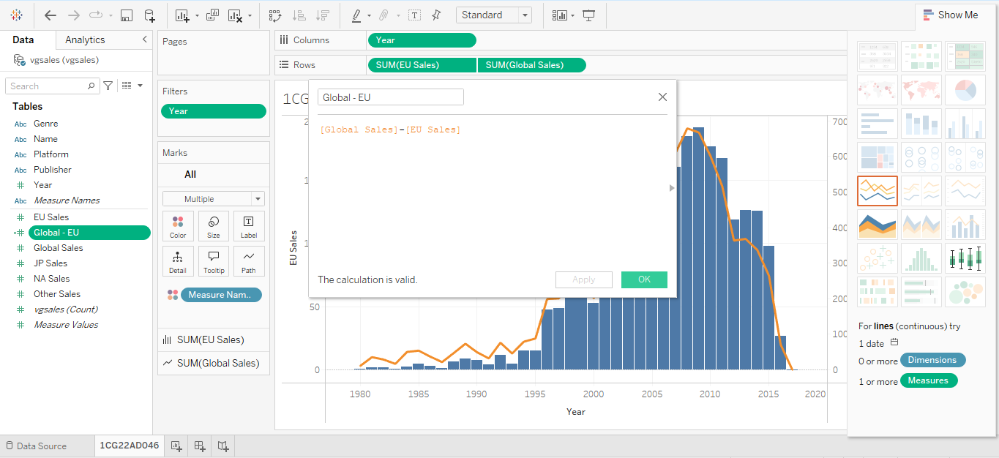 Standard
Show Me
Data
Analytics
vgsales (vgsales)
Search
Tables
Abc Genre
Abc Name
Abc Platform
Abc Publisher
# Year
Abc Measure Names
# EU Sales
=# Global - EU
# Global Sales
# JP Sales
# NA Sales
# Other Sales
# vgsales (Count)
# Measure Values
Pages
Filters
Year
Marks
All
Multiple
Color
Size
Label
Detail
Tooltip
Path
Measure Nam..
SUM(EU Sales)
SUM(Global Sales)
Columns
Year
Rows
SUM(EU Sales)
SUM(Global Sales)
1CG
Global - EU
[Global Sales]-[EU Sales]
The calculation is valid.
Apply
OK
EU Sales
50
0
700
600
500
400
300
200
100
0
1980
1985
1990
1995
2000
2005
2010
2015
2020
Year
For lines (continuous) try
1 date
0 or more Dimensions
1 or more Measures
Data Source
1CG22AD046